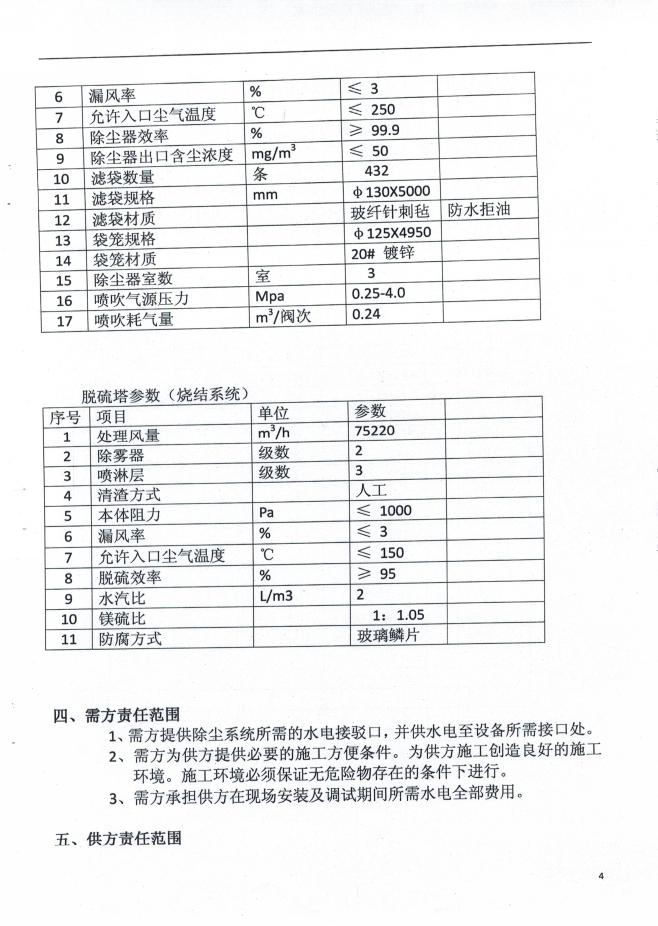 6 漏风率 % ≤ 3
7 允许入口尘气温度 ℃ ≤ 250
8 除尘器效率 % ≥ 99.9
9 除尘器出口含尘浓度 mg/m³ ≤ 50
10 滤袋数量 条 432
11 滤袋规格 mm φ130X5000
12 滤袋材质 玻纤针刺毡 防水拒油
13 袋笼规格 φ125X4950
14 袋笼材质 20# 镀锌
15 除尘器室数 室 3
16 喷吹气源压力 Mpa 0.25-4.0
17 喷吹耗气量 m³/阀次 0.24
脱硫塔参数（烧结系统）
序号 项目 单位 参数
1 处理风量 m³/h 75220
2 除雾器 级数 2
3 喷淋层 级数 3
4 清渣方式 人工
5 本体阻力 Pa ≤ 1000
6 漏风率 % ≤ 3
7 允许入口尘气温度 ℃ ≤ 150
8 脱硫效率 % ≥ 95
9 水汽比 L/m3 2
10 镁硫比 1：1.05
11 防腐方式 玻璃鳞片
四、需方责任范围
1、需方提供除尘系统所需的水电接驳口，并供水电至设备所需接口处。
2、需方为供方提供必要的施工方便条件。为供方施工创造良好的施工
环境。施工环境必须保证无危险物存在的条件下进行。
3、需方承担供方在现场安装及调试期间所需水电全部费用。
五、供方责任范围
4